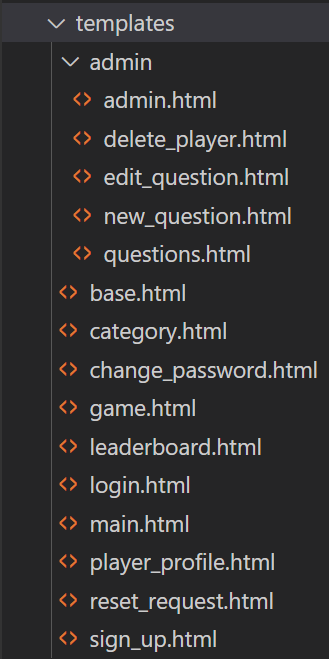 templates
admin
admin.html
delete_player.html
edit_question.html
new_question.html
questions.html
base.html
category.html
change_password.html
game.html
leaderboard.html
login.html
main.html
player_profile.html
reset_request.html
sign_up.html